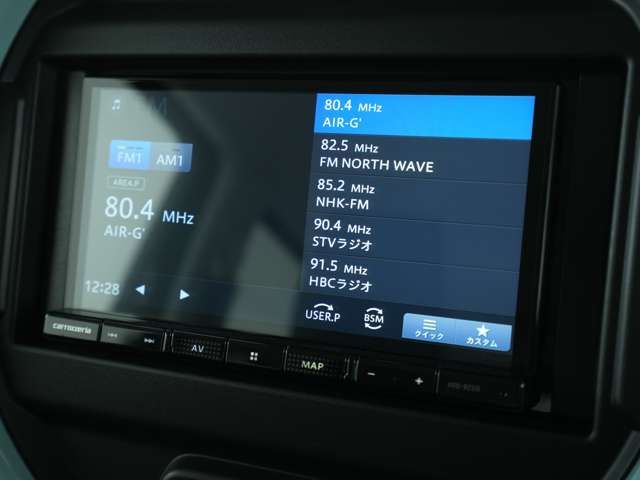 FM
FM1 AM1
AREA.P
80.4 MHz
AIR-G'
12:28
80.4 MHz
AIR-G'
82.5 MHz
FM NORTH WAVE
85.2 MHz
NHK-FM
90.4 MHz
STVラジオ
91.5 MHz
HBCラジオ
USER.P
BSM
クイック
カスタム
carrozzeria
AV
MAP